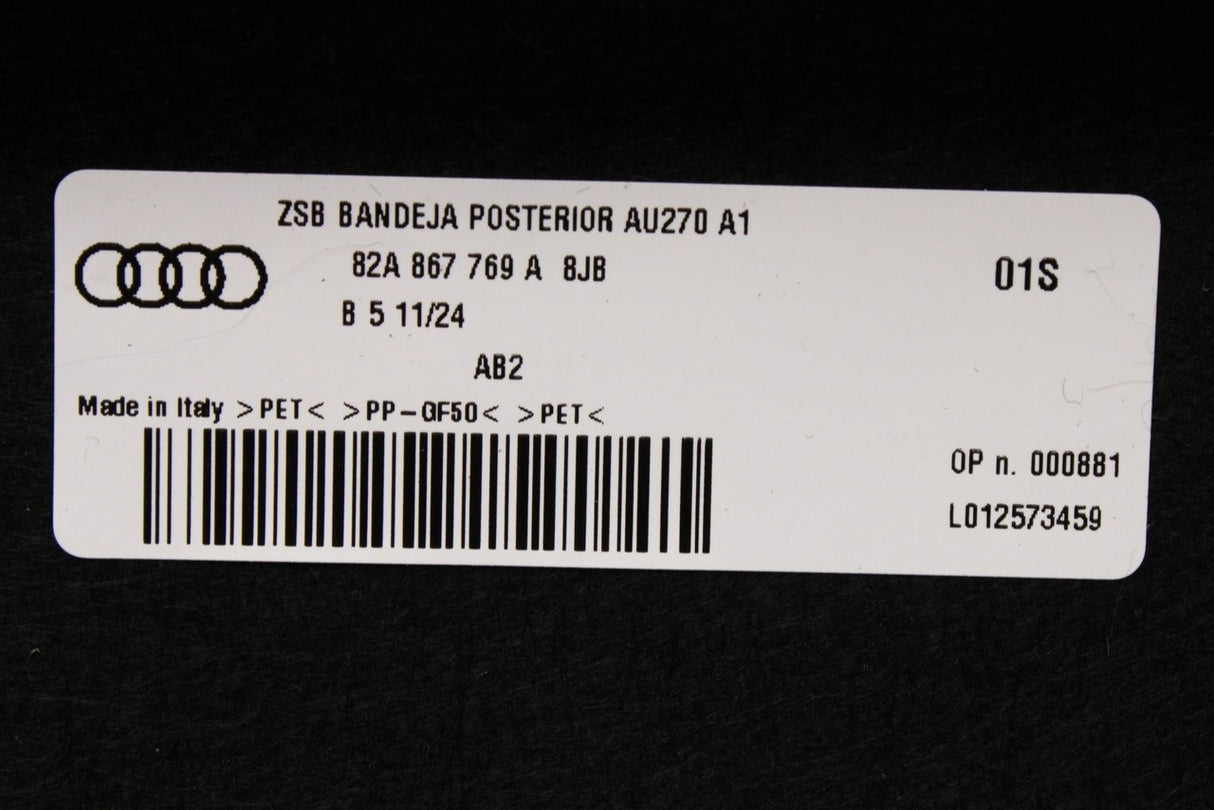 ZSB BANDEJA POSTERIOR AU270 A1
82A 867 769 A 8JB
01S
B 5 11/24
AB2
Made in Italy >PET< >PP-GF50< >PET<
OP n. 000881
L012573459